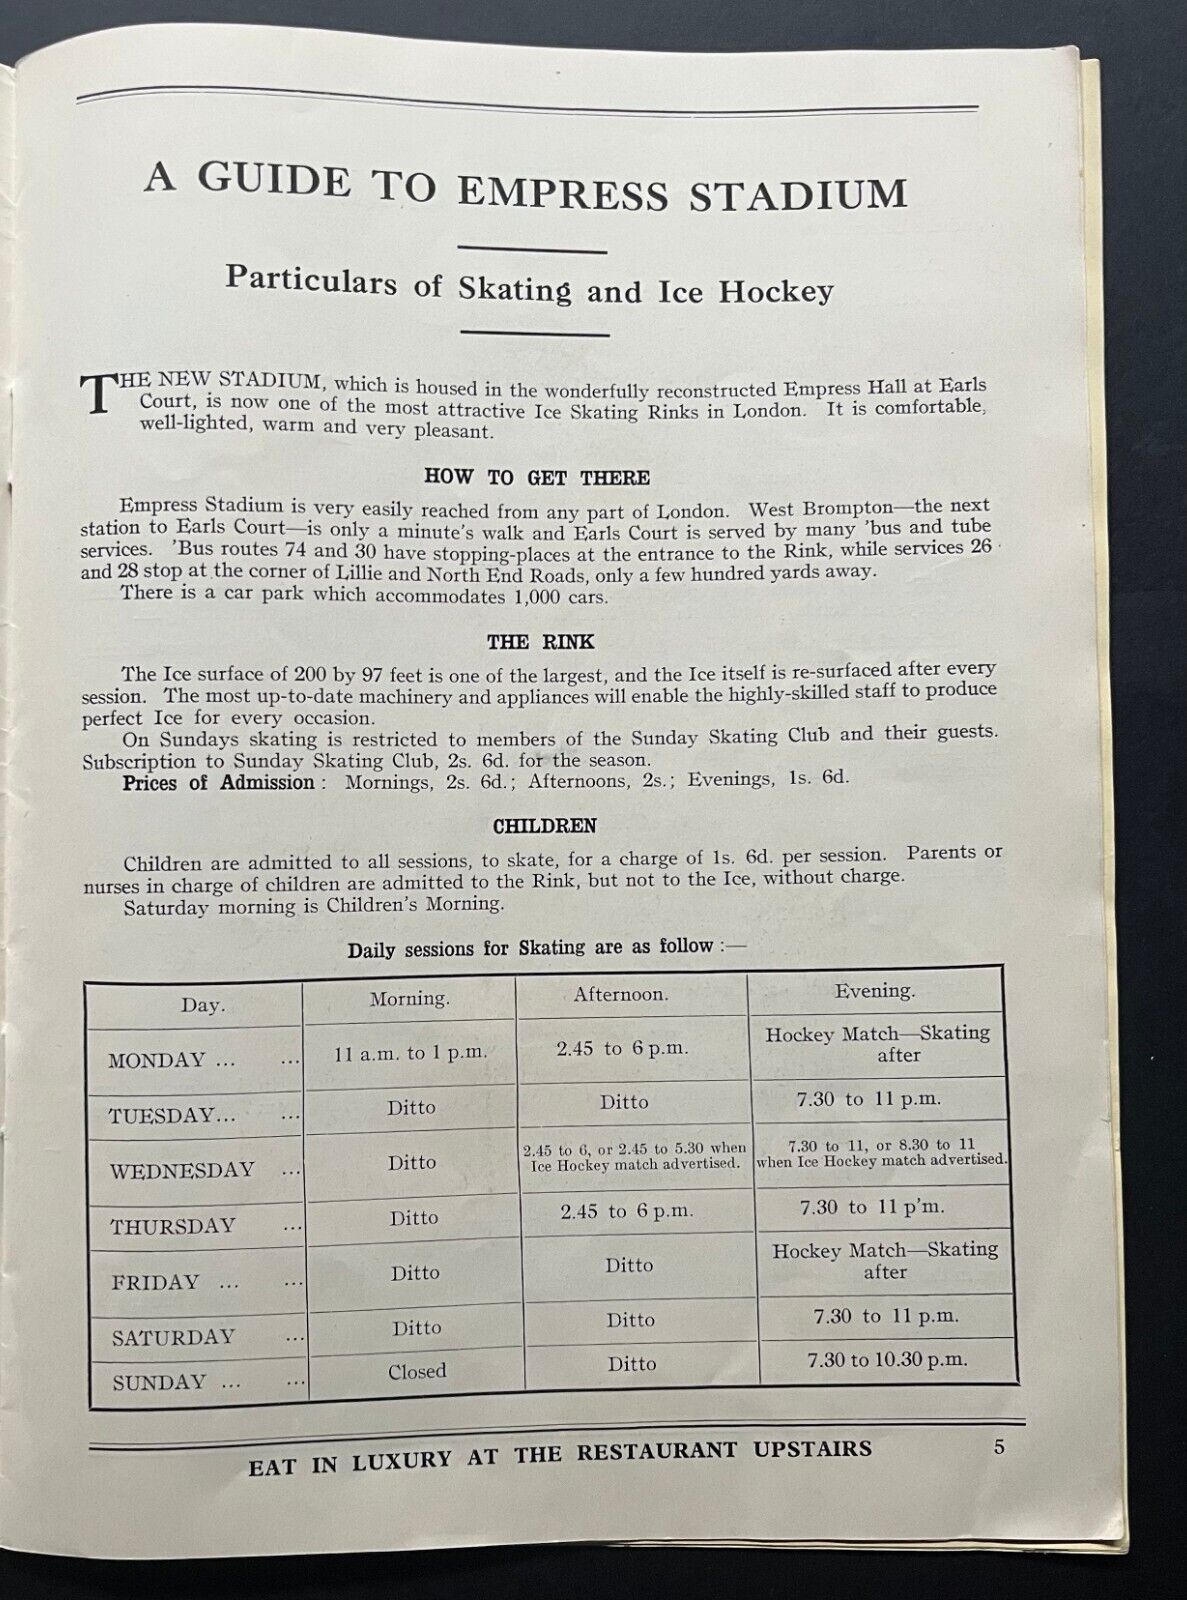 A GUIDE TO EMPRESS STADIUM
Particulars of Skating and Ice Hockey
THE NEW STADIUM, which is housed in the wonderfully reconstructed Empress Hall at Earls
Court, is now one of the most attractive Ice Skating Rinks in London. It is comfortable,
well-lighted, warm and very pleasant.
HOW TO GET THERE
Empress Stadium is very easily reached from any part of London. West Brompton—the next
station to Earls Court—is only a minute's walk and Earls Court is served by many 'bus and tube
services. 'Bus routes 74 and 30 have stopping-places at the entrance to the Rink, while services 26
and 28 stop at the corner of Lillie and North End Roads, only a few hundred yards away.
There is a car park which accommodates 1,000 cars.
THE RINK
The Ice surface of 200 by 97 feet is one of the largest, and the Ice itself is re-surfaced after every
session. The most up-to-date machinery and appliances will enable the highly-skilled staff to produce
perfect Ice for every occasion.
On Sundays skating is restricted to members of the Sunday Skating Club and their guests.
Subscription to Sunday Skating Club, 2s. 6d. for the season.
Prices of Admission : Mornings, 2s. 6d.; Afternoons, 2s.; Evenings, 1s. 6d.
CHILDREN
Children are admitted to all sessions, to skate, for a charge of 1s. 6d. per session. Parents or
nurses in charge of children are admitted to the Rink, but not to the Ice, without charge.
Saturday morning is Children's Morning.
Daily sessions for Skating are as follow :—
Day. Morning. Afternoon. Evening.
MONDAY ... ... 11 a.m. to 1 p.m. 2.45 to 6 p.m. Hockey Match—Skating
after
TUESDAY... ... Ditto Ditto 7.30 to 11 p.m.
WEDNESDAY ... Ditto 2.45 to 6, or 2.45 to 5.30 when 7.30 to 11, or 8.30 to 11
Ice Hockey match advertised. when Ice Hockey match advertised.
THURSDAY ... Ditto 2.45 to 6 p.m. 7.30 to 11 p'm.
FRIDAY ... ... Ditto Ditto Hockey Match—Skating
after
SATURDAY ... Ditto Ditto 7.30 to 11 p.m.
SUNDAY ... ... Closed Ditto 7.30 to 10.30 p.m.
EAT IN LUXURY AT THE RESTAURANT UPSTAIRS 5